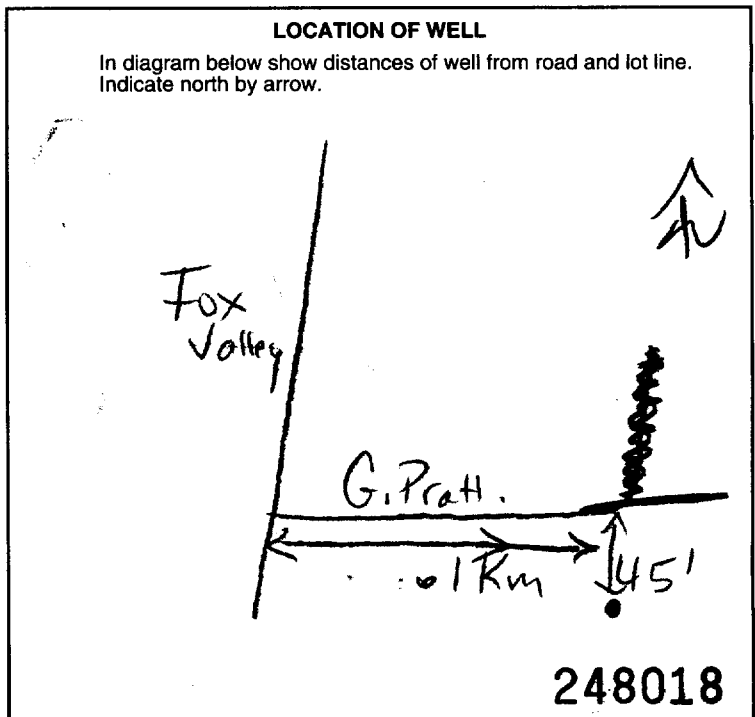 LOCATION OF WELL
In diagram below show distances of well from road and lot line.
Indicate north by arrow.
N
Fox
Valley
G. Pratt.
1 Km
45'
248018